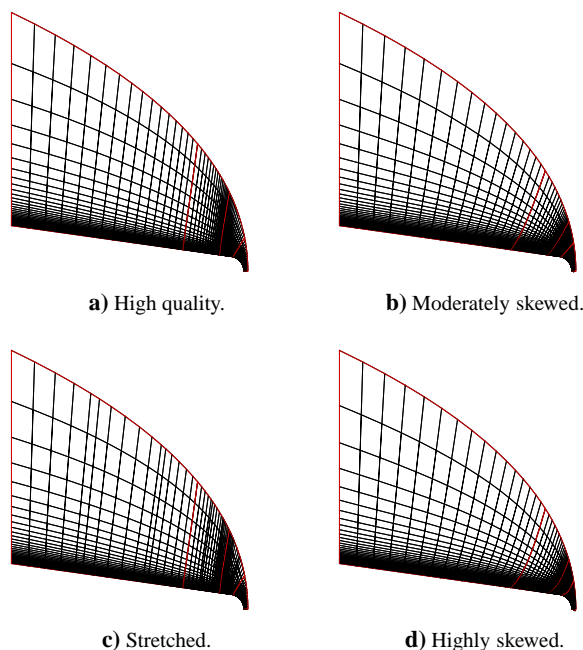 a) High quality.
b) Moderately skewed.
c) Stretched.
d) Highly skewed.